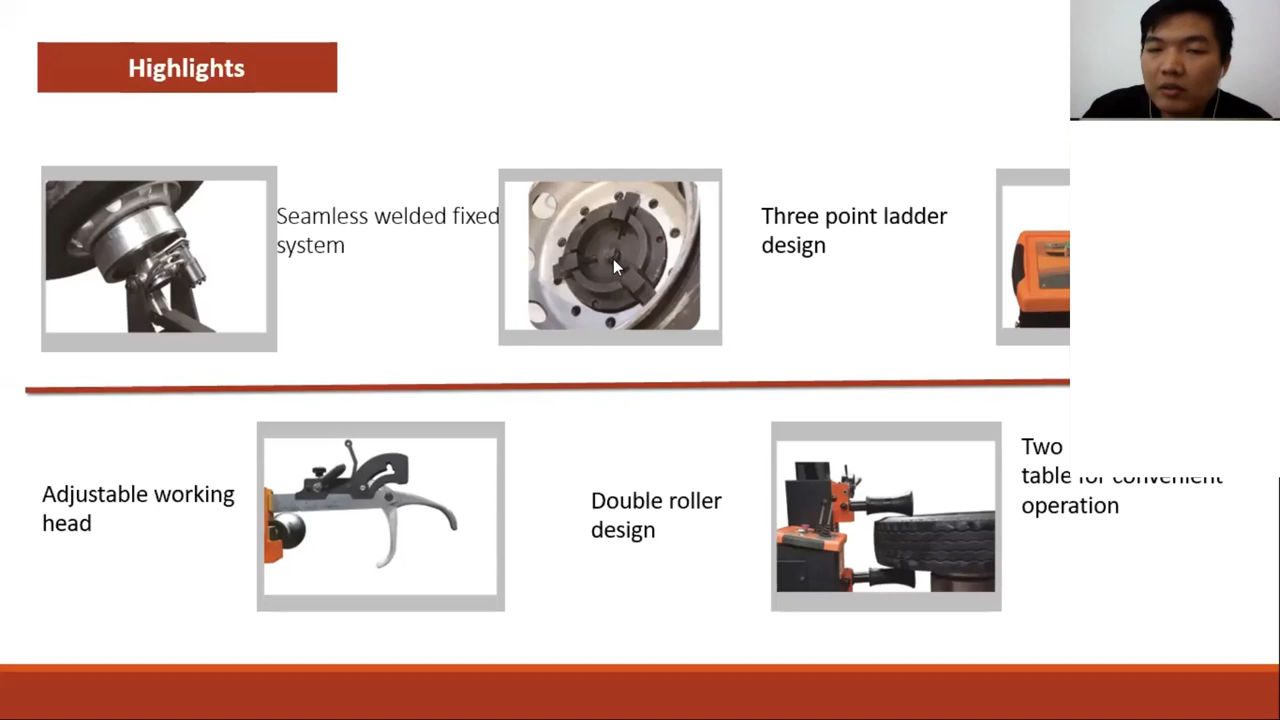 Highlights
Seamless welded fixed
system
Three point ladder
design
Adjustable working
head
Double roller
design
Two
table for convenient
operation